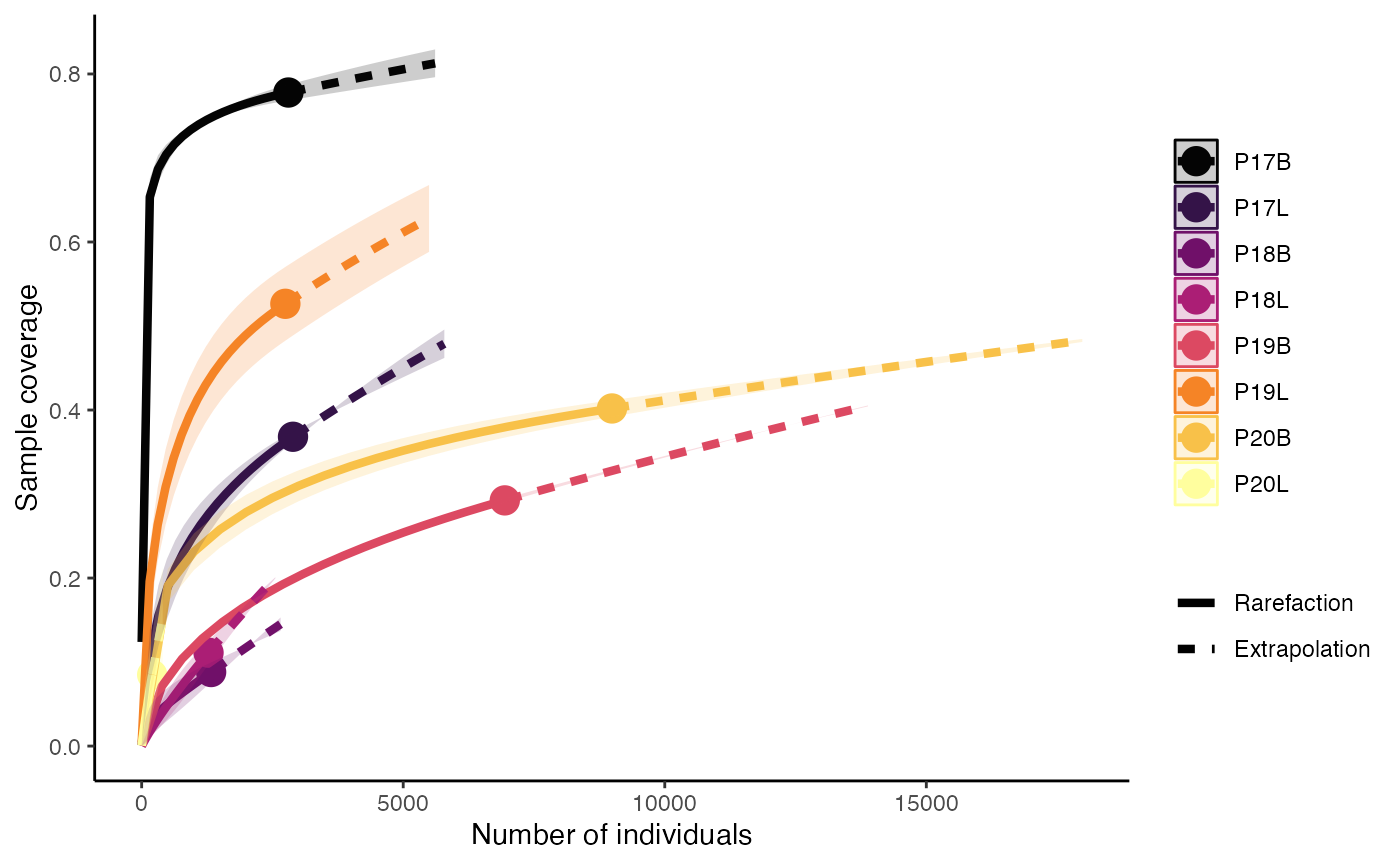 Sample coverage
0.8
0.6
0.4
0.2
0.0
0
5000
10000
15000
Number of individuals
P17B
P17L
P18B
P18L
P19B
P19L
P20B
P20L
Rarefaction
Extrapolation